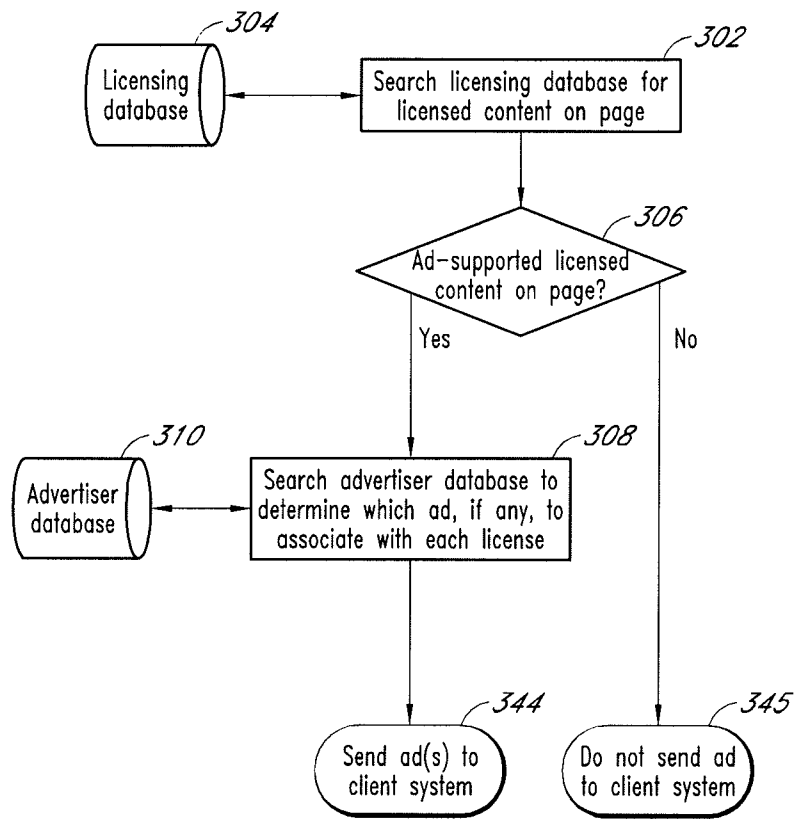 304
Licensing
database
302
Search licensing database for
licensed content on page
306
Ad-supported licensed
content on page?
Yes
No
310
Advertiser
database
308
Search advertiser database to
determine which ad, if any, to
associate with each license
344
Send ad(s) to
client system
345
Do not send ad
to client system